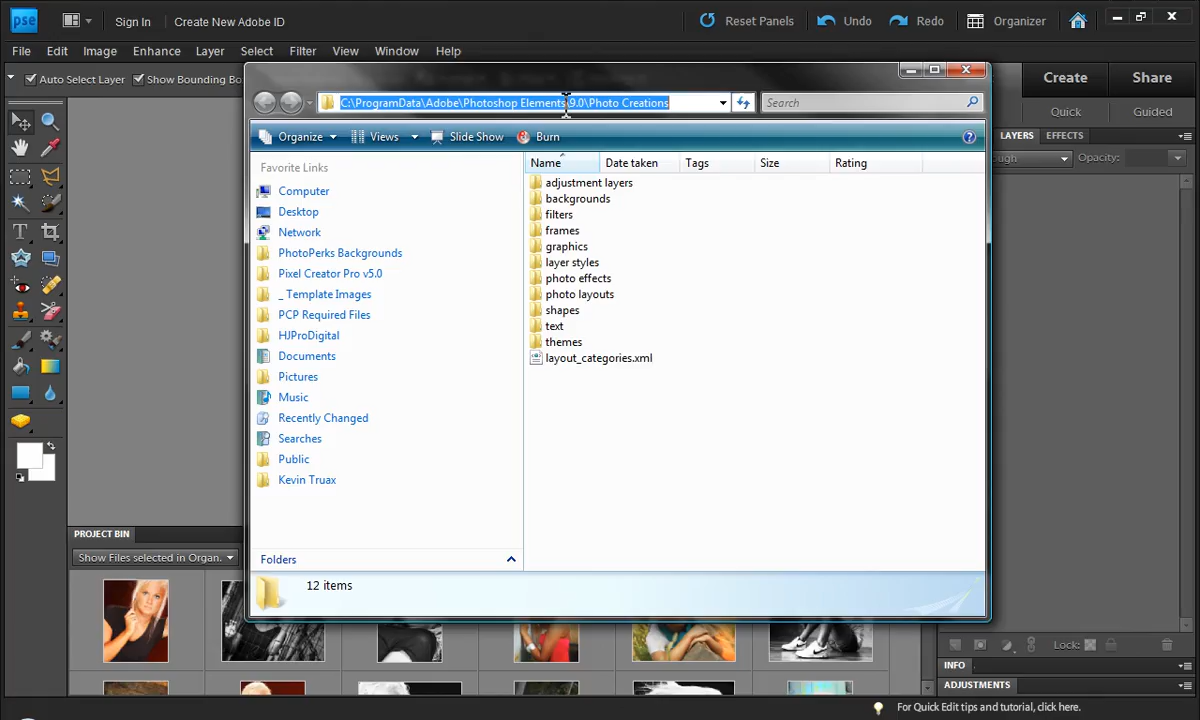 pse
Sign In
Create New Adobe ID
Reset Panels
Undo
Redo
Organizer
File Edit Image Enhance Layer Select Filter View Window Help
Auto Select Layer
Show Bounding Bo
Create
Share
Quick
Guided
C:\ProgramData\Adobe\Photoshop Elements\9.0\Photo Creations
Search
Organize Views Slide Show Burn
LAYERS EFFECTS
ough
Opacity:
Favorite Links
Computer
Desktop
Network
PhotoPerks Backgrounds
Pixel Creator Pro v5.0
_ Template Images
PCP Required Files
HJProDigital
Documents
Pictures
Music
Recently Changed
Searches
Public
Kevin Truax
Folders
Name Date taken Tags Size Rating
adjustment layers
backgrounds
filters
frames
graphics
layer styles
photo effects
photo layouts
shapes
text
themes
layout_categories.xml
12 items
PROJECT BIN
Show Files selected in Organ.
Lock:
INFO
ADJUSTMENTS
For Quick Edit tips and tutorial, click here.